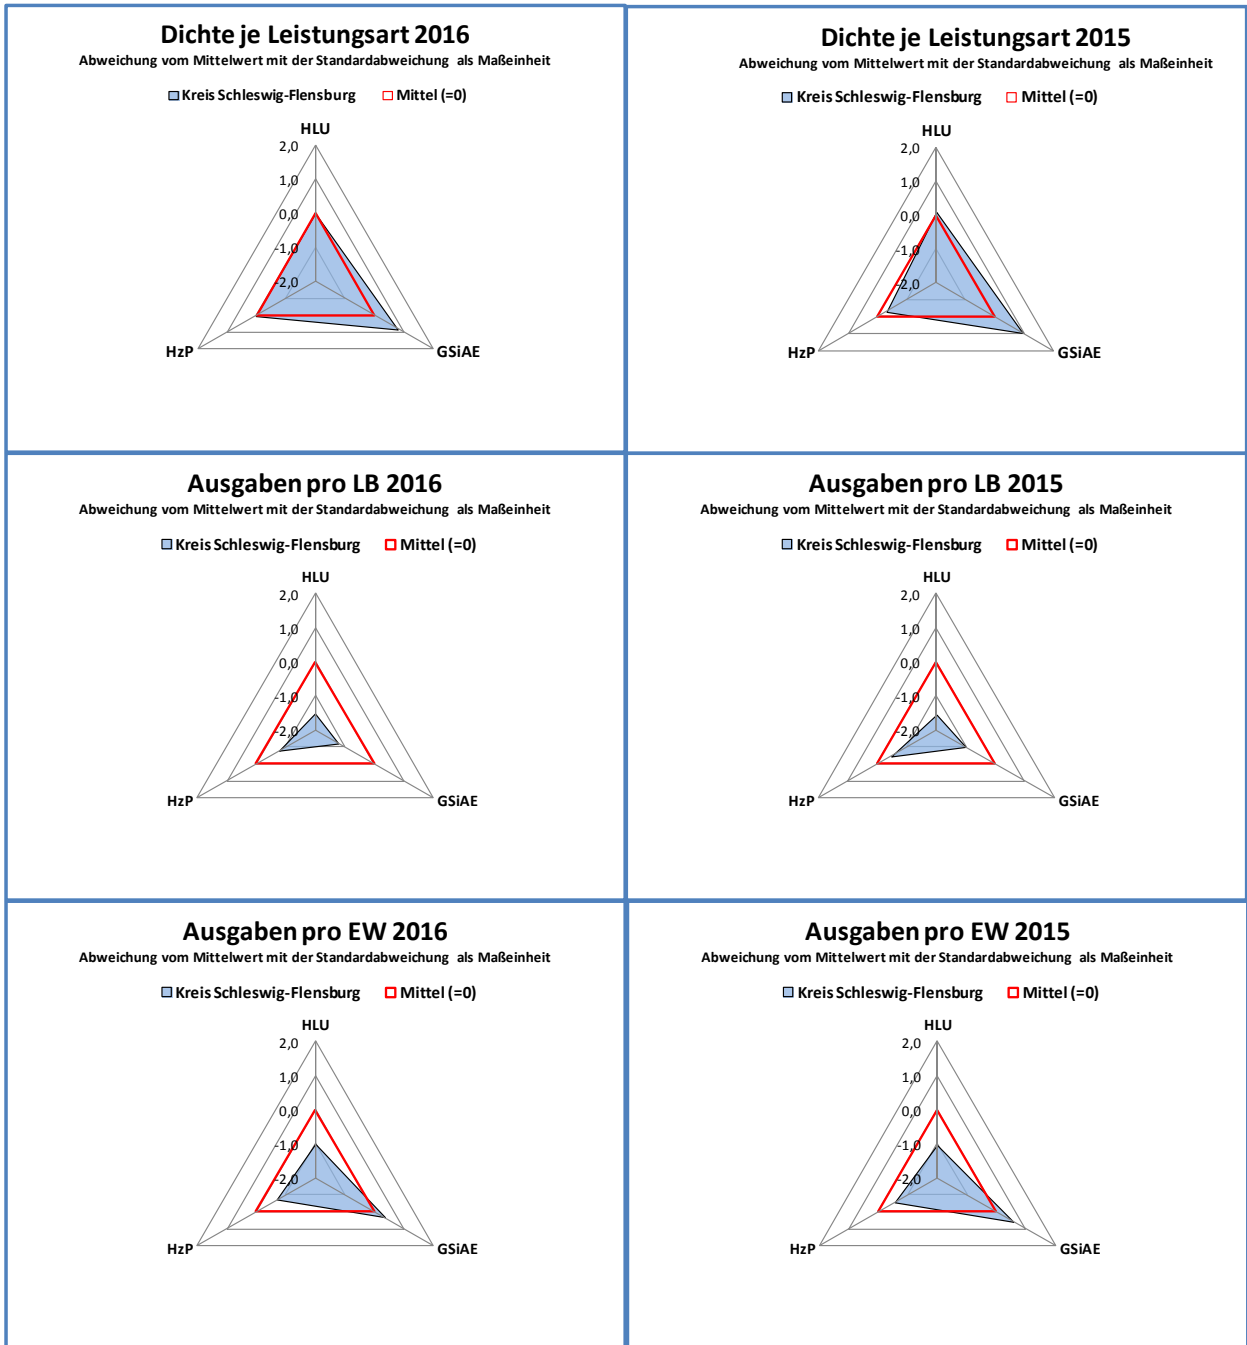 Dichte je Leistungsart 2016
Abweichung vom Mittelwert mit der Standardabweichung als Maßeinheit
Kreis Schleswig-Flensburg Mittel (=0)
HLU
2,0
1,0
0,0
-1,0
-2,0
HzP
GSiAE
Dichte je Leistungsart 2015
Abweichung vom Mittelwert mit der Standardabweichung als Maßeinheit
Kreis Schleswig-Flensburg Mittel (=0)
HLU
2,0
1,0
0,0
-1,0
-2,0
HzP
GSiAE
Ausgaben pro LB 2016
Abweichung vom Mittelwert mit der Standardabweichung als Maßeinheit
Kreis Schleswig-Flensburg Mittel (=0)
HLU
2,0
1,0
0,0
-1,0
-2,0
HzP
GSiAE
Ausgaben pro LB 2015
Abweichung vom Mittelwert mit der Standardabweichung als Maßeinheit
Kreis Schleswig-Flensburg Mittel (=0)
HLU
2,0
1,0
0,0
-1,0
-2,0
HzP
GSiAE
Ausgaben pro EW 2016
Abweichung vom Mittelwert mit der Standardabweichung als Maßeinheit
Kreis Schleswig-Flensburg Mittel (=0)
HLU
2,0
1,0
0,0
-1,0
-2,0
HzP
GSiAE
Ausgaben pro EW 2015
Abweichung vom Mittelwert mit der Standardabweichung als Maßeinheit
Kreis Schleswig-Flensburg Mittel (=0)
HLU
2,0
1,0
0,0
-1,0
-2,0
HzP
GSiAE